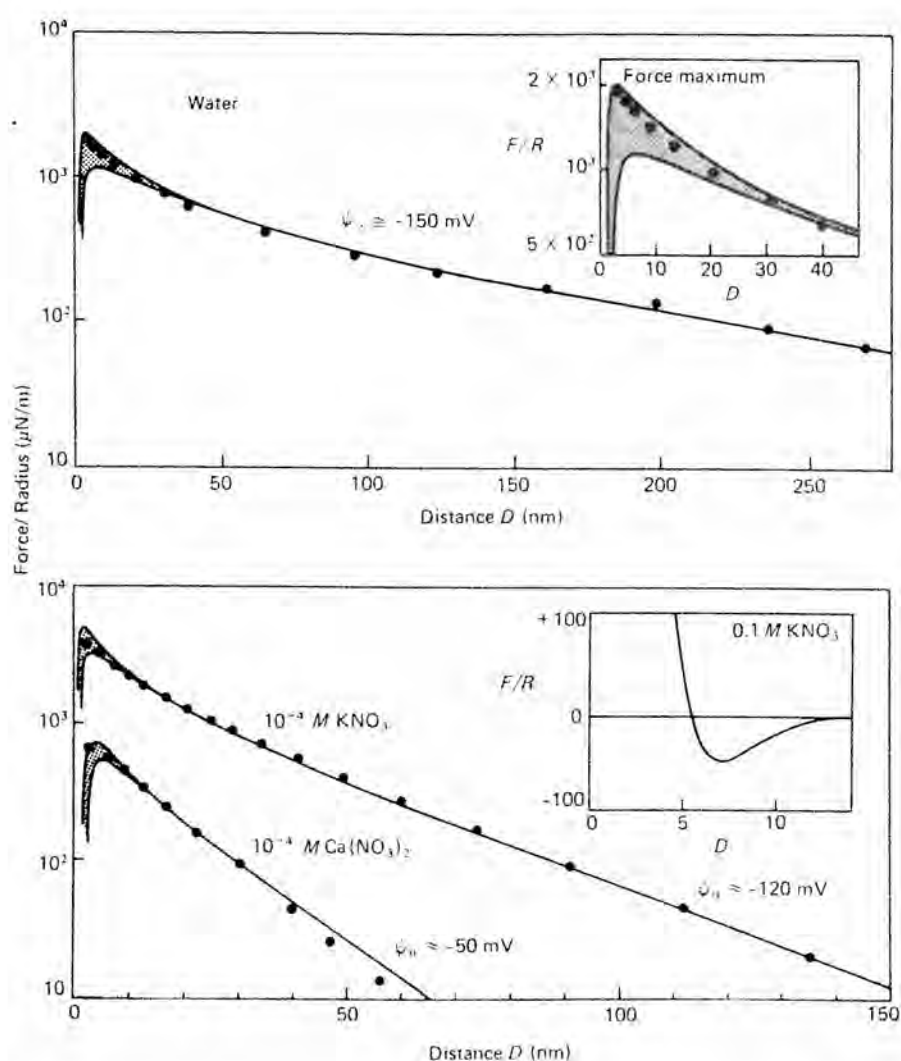 10⁴
10³
10²
10
Force/ Radius (μN/m)
Water
ψ₀ ≅ -150 mV
Force maximum
2 × 10³
F/R
10³
5 × 10²
0 10 20 30 40
D
0 50 100 150 200 250
Distance D (nm)
10⁴
10³
10²
10
10⁻⁴ M KNO₃
10⁻⁴ M Ca(NO₃)₂
ψ₀ ≈ -120 mV
ψ₀ ≈ -50 mV
+100
0.1 M KNO₃
F/R
0
-100
0 5 10
D
0 50 100 150
Distance D (nm)